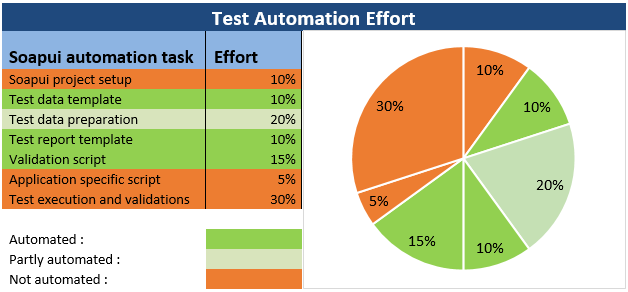 Test Automation Effort
Soapui automation task Effort
Soapui project setup 10%
Test data template 10%
Test data preparation 20%
Test report template 10%
Validation script 15%
Application specific script 5%
Test execution and validations 30%
Automated :
Partly automated :
Not automated :
10%
10%
20%
10%
15%
5%
30%